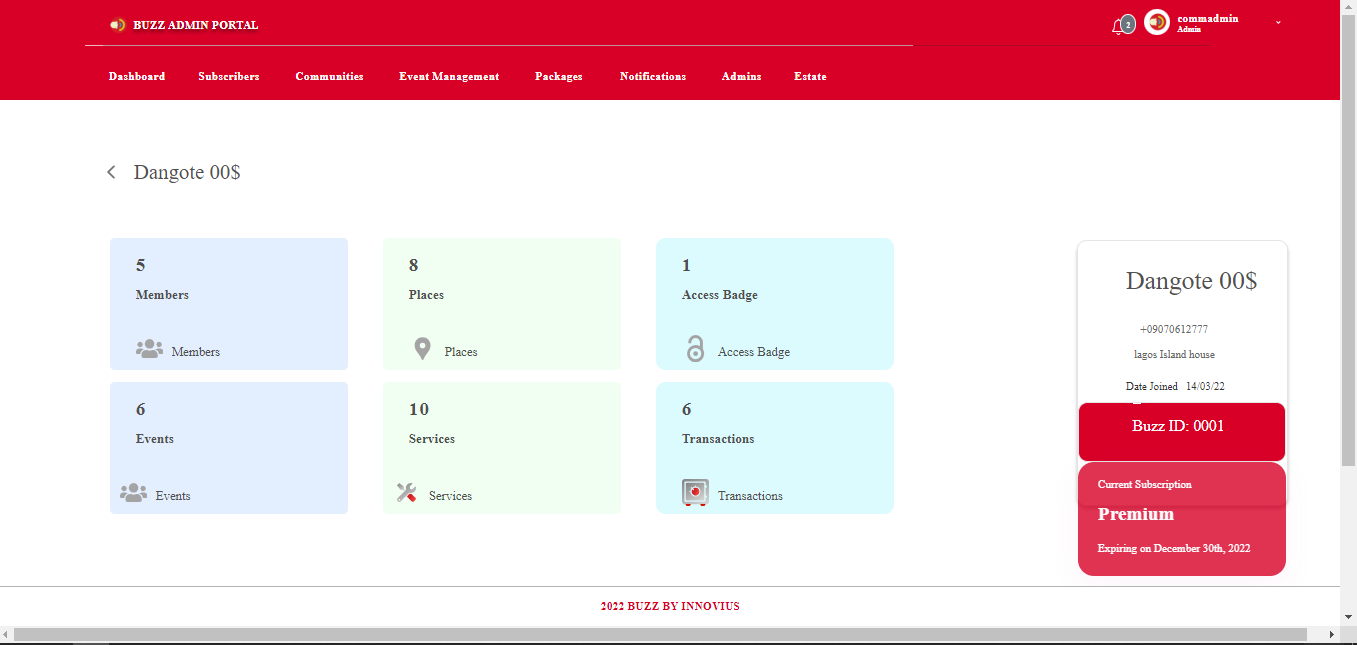 BUZZ ADMIN PORTAL
2
commadmin
Admin
Dashboard Subscribers Communities Event Management Packages Notifications Admins Estate
Dangote 00$
5
Members
Members
8
Places
Places
1
Access Badge
Access Badge
6
Events
Events
10
Services
Services
6
Transactions
Transactions
Dangote 00$
+09070612777
lagos Island house
Date Joined 14/03/22
Buzz ID: 0001
Current Subscription
Premium
Expiring on December 30th, 2022
2022 BUZZ BY INNOVIUS